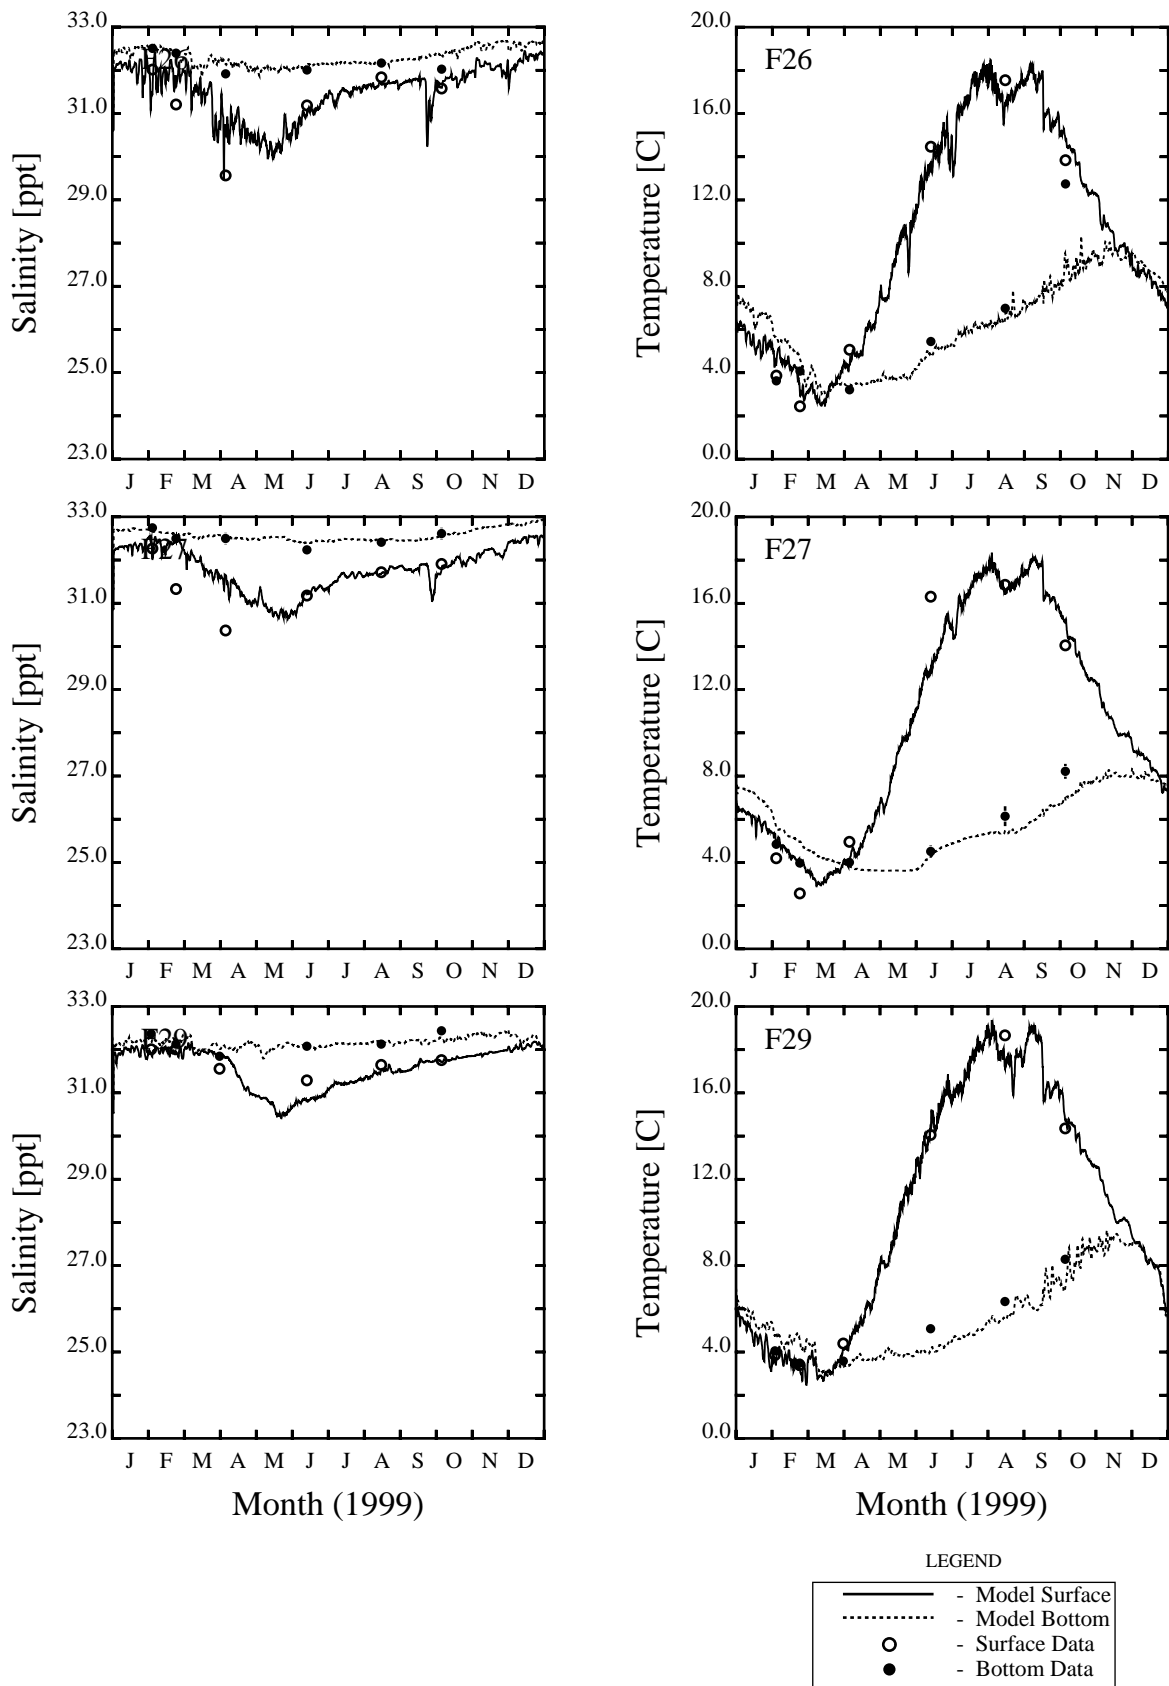 33.0
31.0
29.0
27.0
25.0
23.0
Salinity [ppt]
F26
J F M A M J J A S O N D
20.0
16.0
12.0
8.0
4.0
0.0
Temperature [C]
F26
J F M A M J J A S O N D
33.0
31.0
29.0
27.0
25.0
23.0
Salinity [ppt]
F27
J F M A M J J A S O N D
20.0
16.0
12.0
8.0
4.0
0.0
Temperature [C]
F27
J F M A M J J A S O N D
33.0
31.0
29.0
27.0
25.0
23.0
Salinity [ppt]
F29
J F M A M J J A S O N D
Month (1999)
20.0
16.0
12.0
8.0
4.0
0.0
Temperature [C]
F29
J F M A M J J A S O N D
Month (1999)
LEGEND
- Model Surface
- Model Bottom
- Surface Data
- Bottom Data